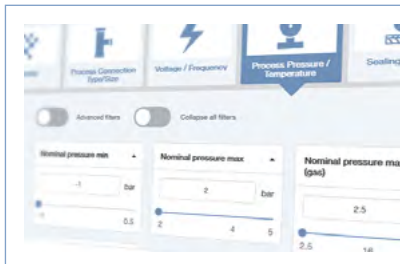 Process Connection
Type/Size
Voltage / Frequency
Process Pressure /
Temperature
Sealing
Advanced filters
Collapse all filters
Nominal pressure min
-1
bar
-1
0.5
Nominal pressure max
2
bar
2
4
5
Nominal pressure ma
(gas)
2.5
2.5
16